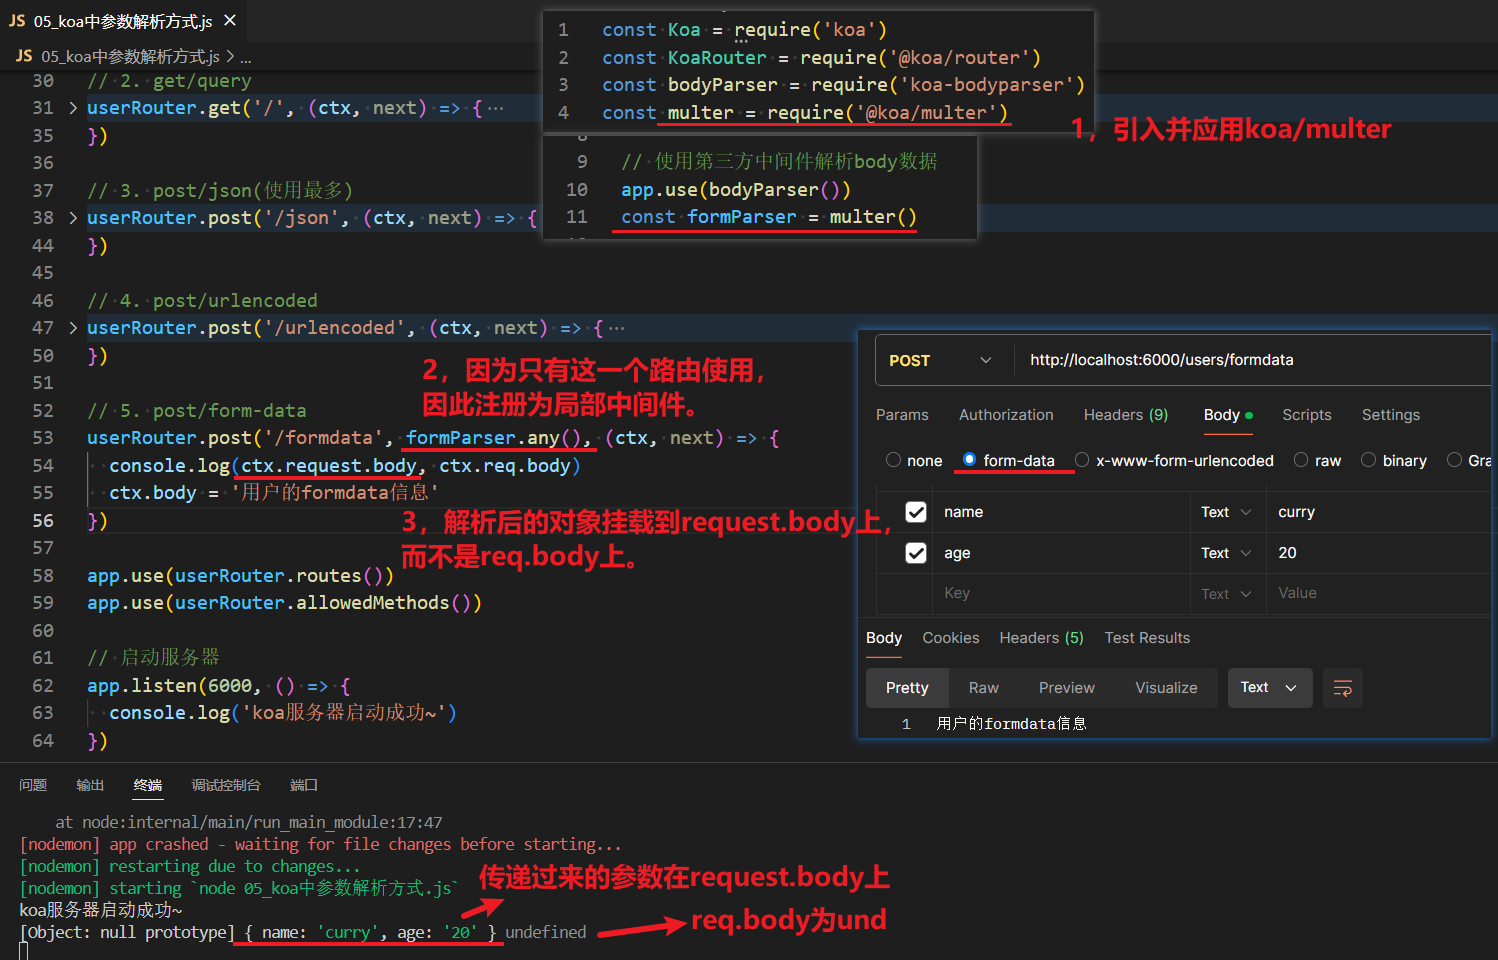 JS 05_koa中参数解析方式.js ×
JS 05_koa中参数解析方式.js > ...
30 // 2. get/query
31 > userRouter.get('/', (ctx, next) => { ···
35 })
36
37 // 3. post/json(使用最多)
38 > userRouter.post('/json', (ctx, next) => {
44 })
45
46 // 4. post/urlencoded
47 > userRouter.post('/urlencoded', (ctx, next) => { ···
50 })
51
52 // 5. post/form-data
53 userRouter.post('/formdata', formParser.any(), (ctx, next) => {
54 console.log(ctx.request.body, ctx.req.body)
55 ctx.body = '用户的formdata信息'
56 })
57
58 app.use(userRouter.routes())
59 app.use(userRouter.allowedMethods())
60
61 // 启动服务器
62 app.listen(6000, () => {
63 console.log('koa服务器启动成功~')
64 })
1 const Koa = require('koa')
2 const KoaRouter = require('@koa/router')
3 const bodyParser = require('koa-bodyparser')
4 const multer = require('@koa/multer')
1，引入并应用koa/multer
9 // 使用第三方中间件解析body数据
10 app.use(bodyParser())
11 const formParser = multer()
2，因为只有这一个路由使用，
因此注册为局部中间件。
3，解析后的对象挂载到request.body上，
而不是req.body上。
POST http://localhost:6000/users/formdata
Params Authorization Headers (9) Body Scripts Settings
none form-data x-www-form-urlencoded raw binary Gra
name Text curry
age Text 20
Key Text Value
Body Cookies Headers (5) Test Results
Pretty Raw Preview Visualize Text
1 用户的formdata信息
问题 输出 终端 调试控制台 端口
at node:internal/main/run_main_module:17:47
[nodemon] app crashed - waiting for file changes before starting...
[nodemon] restarting due to changes...
[nodemon] starting `node 05_koa中参数解析方式.js`
koa服务器启动成功~
[Object: null prototype] { name: 'curry', age: '20' } undefined
传递过来的参数在request.body上
req.body为und